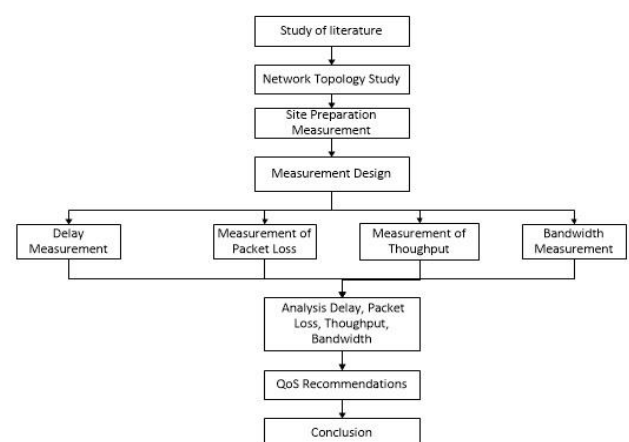 Study of literature
Network Topology Study
Site Preparation
Measurement
Measurement Design
Delay
Measurement
Measurement of
Packet Loss
Measurement of
Thoughput
Bandwidth
Measurement
Analysis Delay, Packet
Loss, Thoughput,
Bandwidth
QoS Recommendations
Conclusion